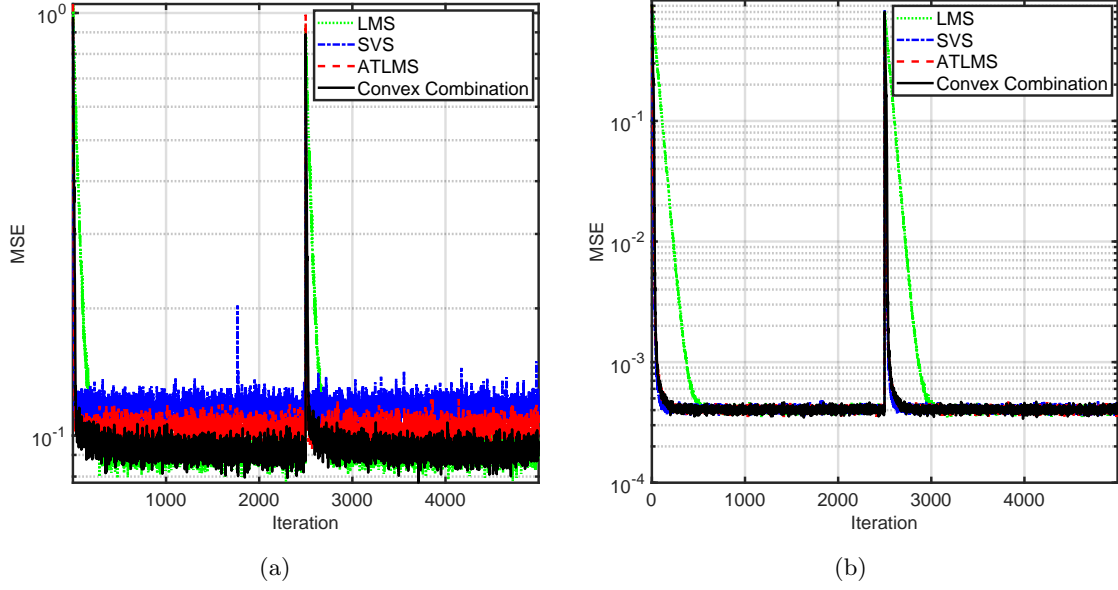 10^0
10^-1
MSE
LMS
SVS
ATLMS
Convex Combination
1000 2000 3000 4000
Iteration
(a)
10^-1
10^-2
10^-3
10^-4
MSE
LMS
SVS
ATLMS
Convex Combination
0 1000 2000 3000 4000
Iteration
(b)